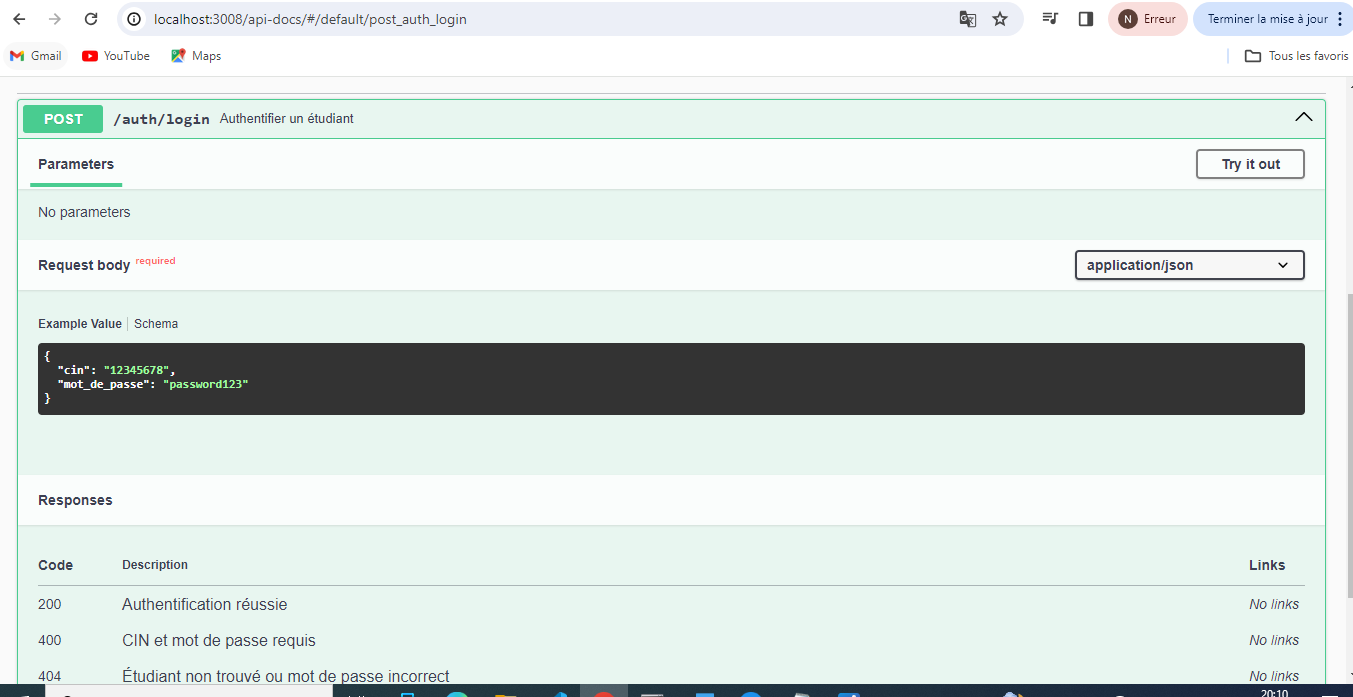 localhost:3008/api-docs/#/default/post_auth_login
N Erreur
Terminer la mise à jour
Gmail YouTube Maps
Tous les favoris
POST /auth/login Authentifier un étudiant
Parameters
Try it out
No parameters
Request body required
application/json
Example Value | Schema
{
"cin": "12345678",
"mot_de_passe": "password123"
}
Responses
Code Description Links
200 Authentification réussie No links
400 CIN et mot de passe requis No links
404 Étudiant non trouvé ou mot de passe incorrect No links
20:10